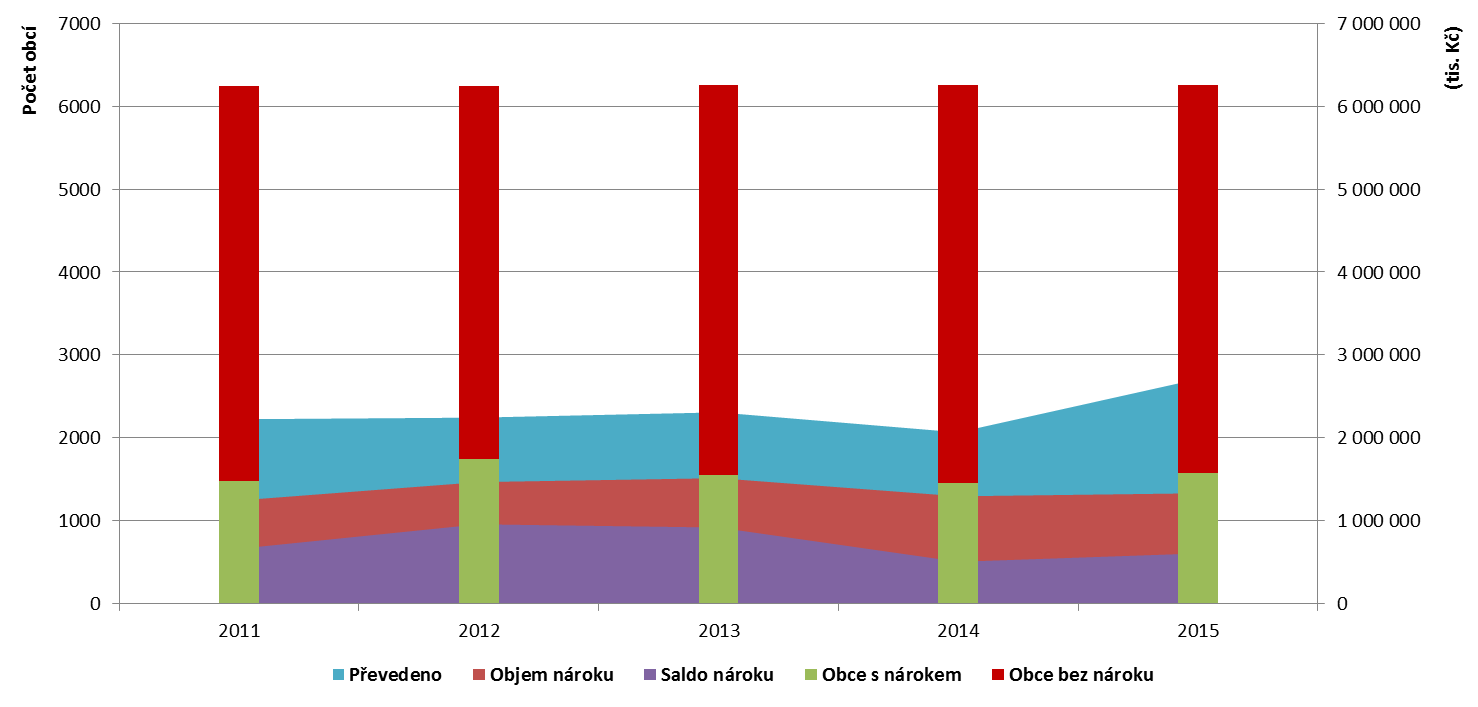 Počet obcí
7000
6000
5000
4000
3000
2000
1000
0
7 000 000
6 000 000
5 000 000
4 000 000
3 000 000
2 000 000
1 000 000
0
(tis. Kč)
2011 2012 2013 2014 2015
Převedeno Objem nároku Saldo nároku Obce s nárokem Obce bez nároku